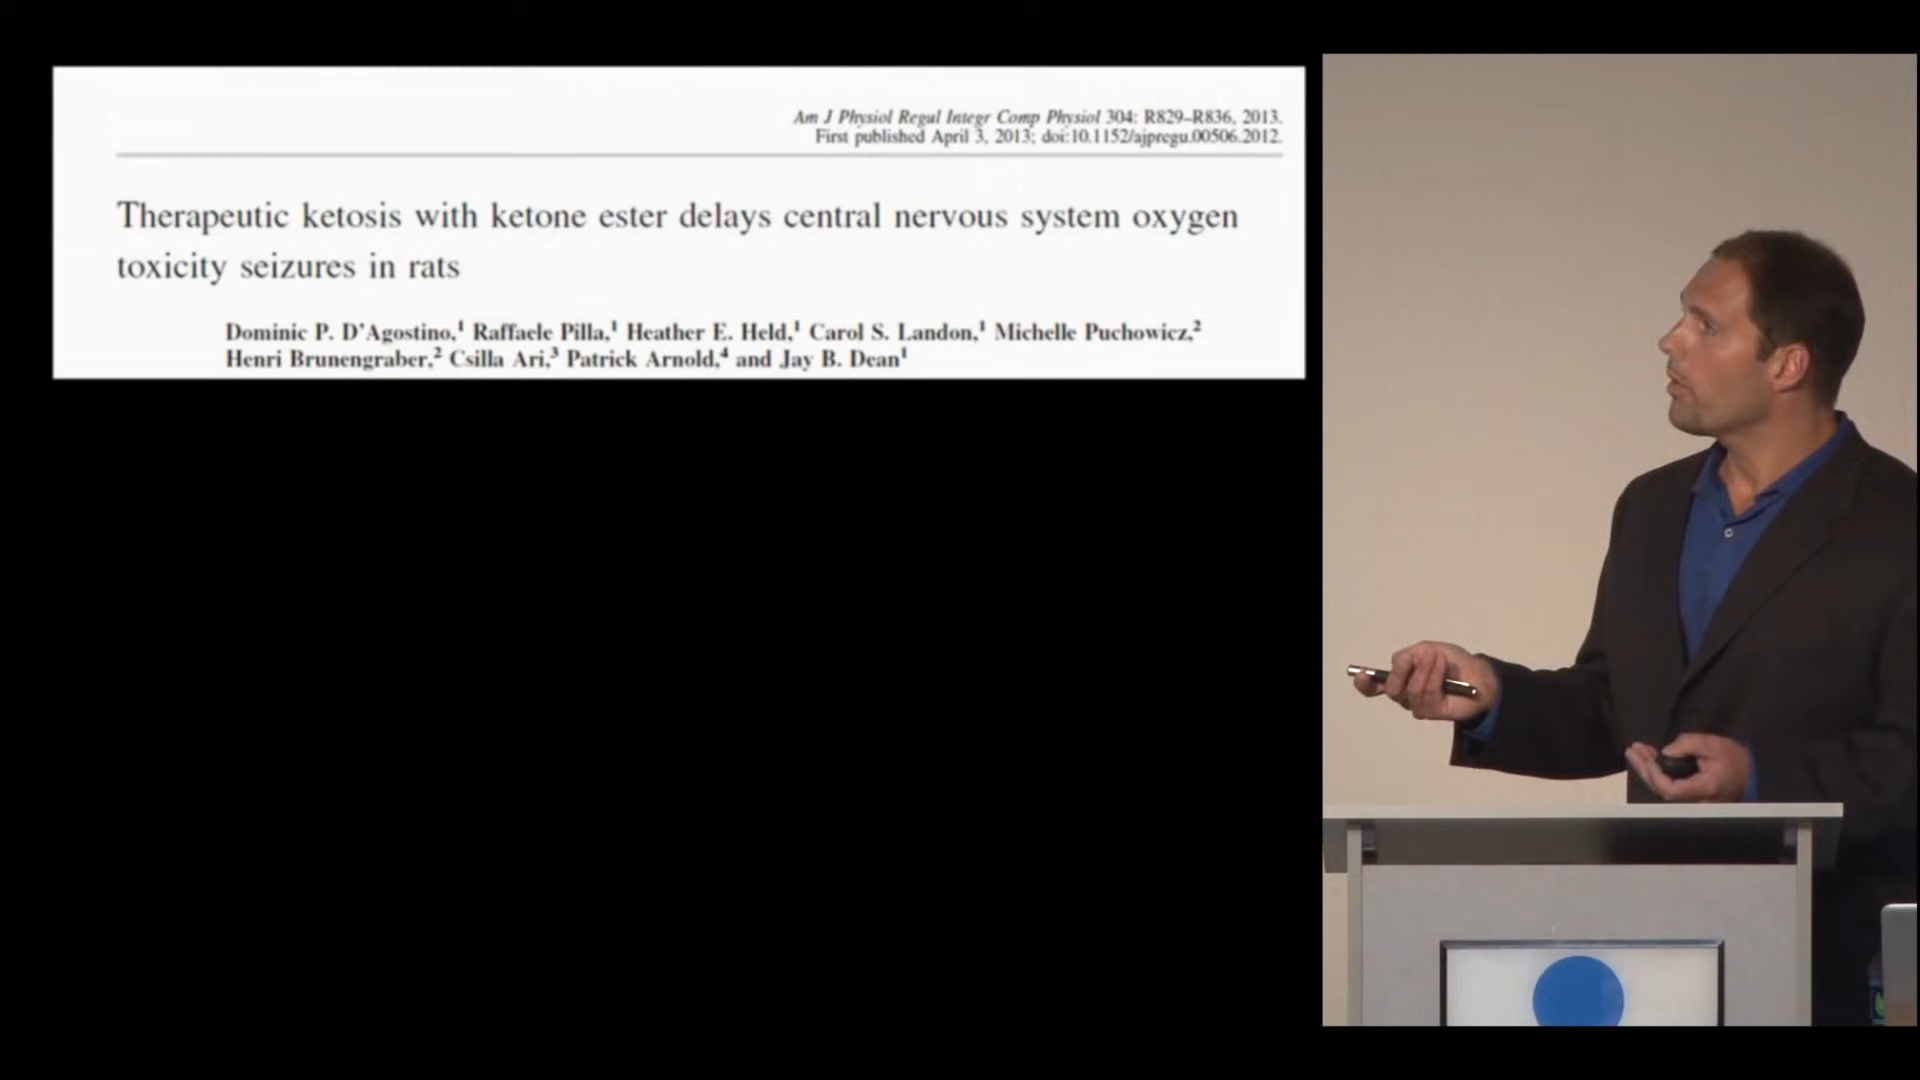 Am J Physiol Regul Integr Comp Physiol 304: R829–R836, 2013.
First published April 3, 2013; doi:10.1152/ajpregu.00506.2012.
Therapeutic ketosis with ketone ester delays central nervous system oxygen
toxicity seizures in rats
Dominic P. D'Agostino,¹ Raffaele Pilla,¹ Heather E. Held,¹ Carol S. Landon,¹ Michelle Puchowicz,²
Henri Brunengraber,² Csilla Ari,³ Patrick Arnold,⁴ and Jay B. Dean¹